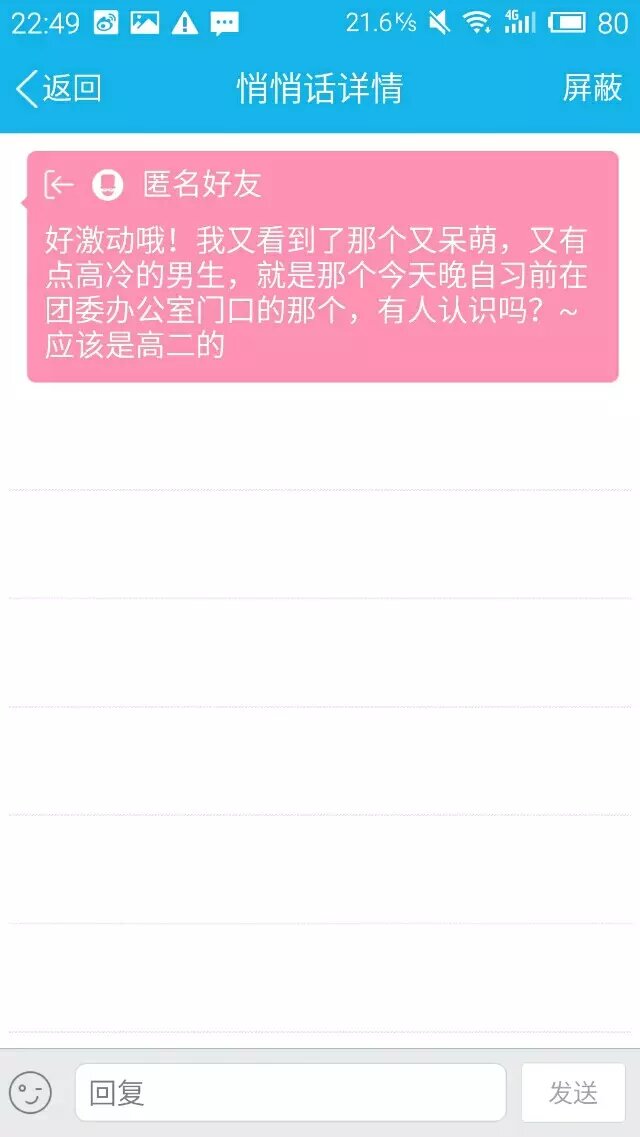 22:49 21.6K/s 4G 80
返回 悄悄话详情 屏蔽
匿名好友
好激动哦！我又看到了那个又呆萌，又有
点高冷的男生，就是那个今天晚自习前在
团委办公室门口的那个，有人认识吗？~
应该是高二的
回复 发送